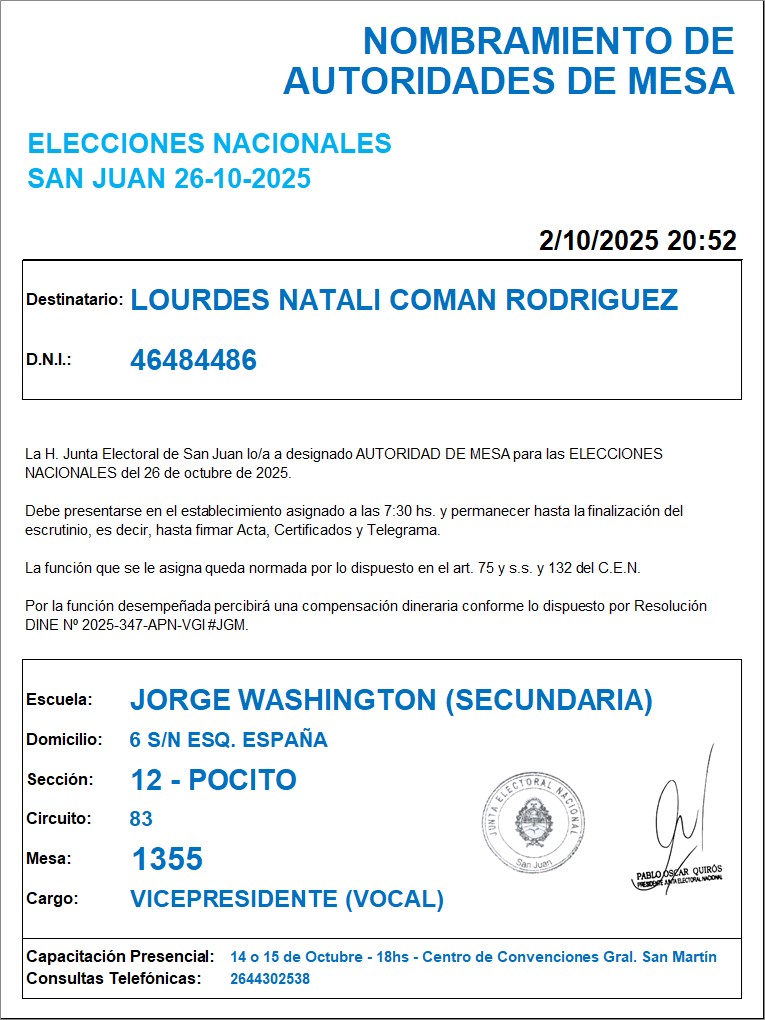 NOMBRAMIENTO DE
AUTORIDADES DE MESA
ELECCIONES NACIONALES
SAN JUAN 26-10-2025
2/10/2025 20:52
Destinatario: LOURDES NATALI COMAN RODRIGUEZ
D.N.I.: 46484486
La H. Junta Electoral de San Juan lo/a a designado AUTORIDAD DE MESA para las ELECCIONES
NACIONALES del 26 de octubre de 2025.
Debe presentarse en el establecimiento asignado a las 7:30 hs. y permanecer hasta la finalización del
escrutinio, es decir, hasta firmar Acta, Certificados y Telegrama.
La función que se le asigna queda normada por lo dispuesto en el art. 75 y s.s. y 132 del C.E.N.
Por la función desempeñada percibirá una compensación dineraria conforme lo dispuesto por Resolución
DINE Nº 2025-347-APN-VGI#JGM.
Escuela: JORGE WASHINGTON (SECUNDARIA)
Domicilio: 6 S/N ESQ. ESPAÑA
Sección: 12 - POCITO
Circuito: 83
Mesa: 1355
Cargo: VICEPRESIDENTE (VOCAL)
JUNTA ELECTORAL NACIONAL
San Juan
PABLO OSCAR QUIRÓS
PRESIDENTE JUNTA ELECTORAL NACIONAL
Capacitación Presencial: 14 o 15 de Octubre - 18hs - Centro de Convenciones Gral. San Martín
Consultas Telefónicas: 2644302538